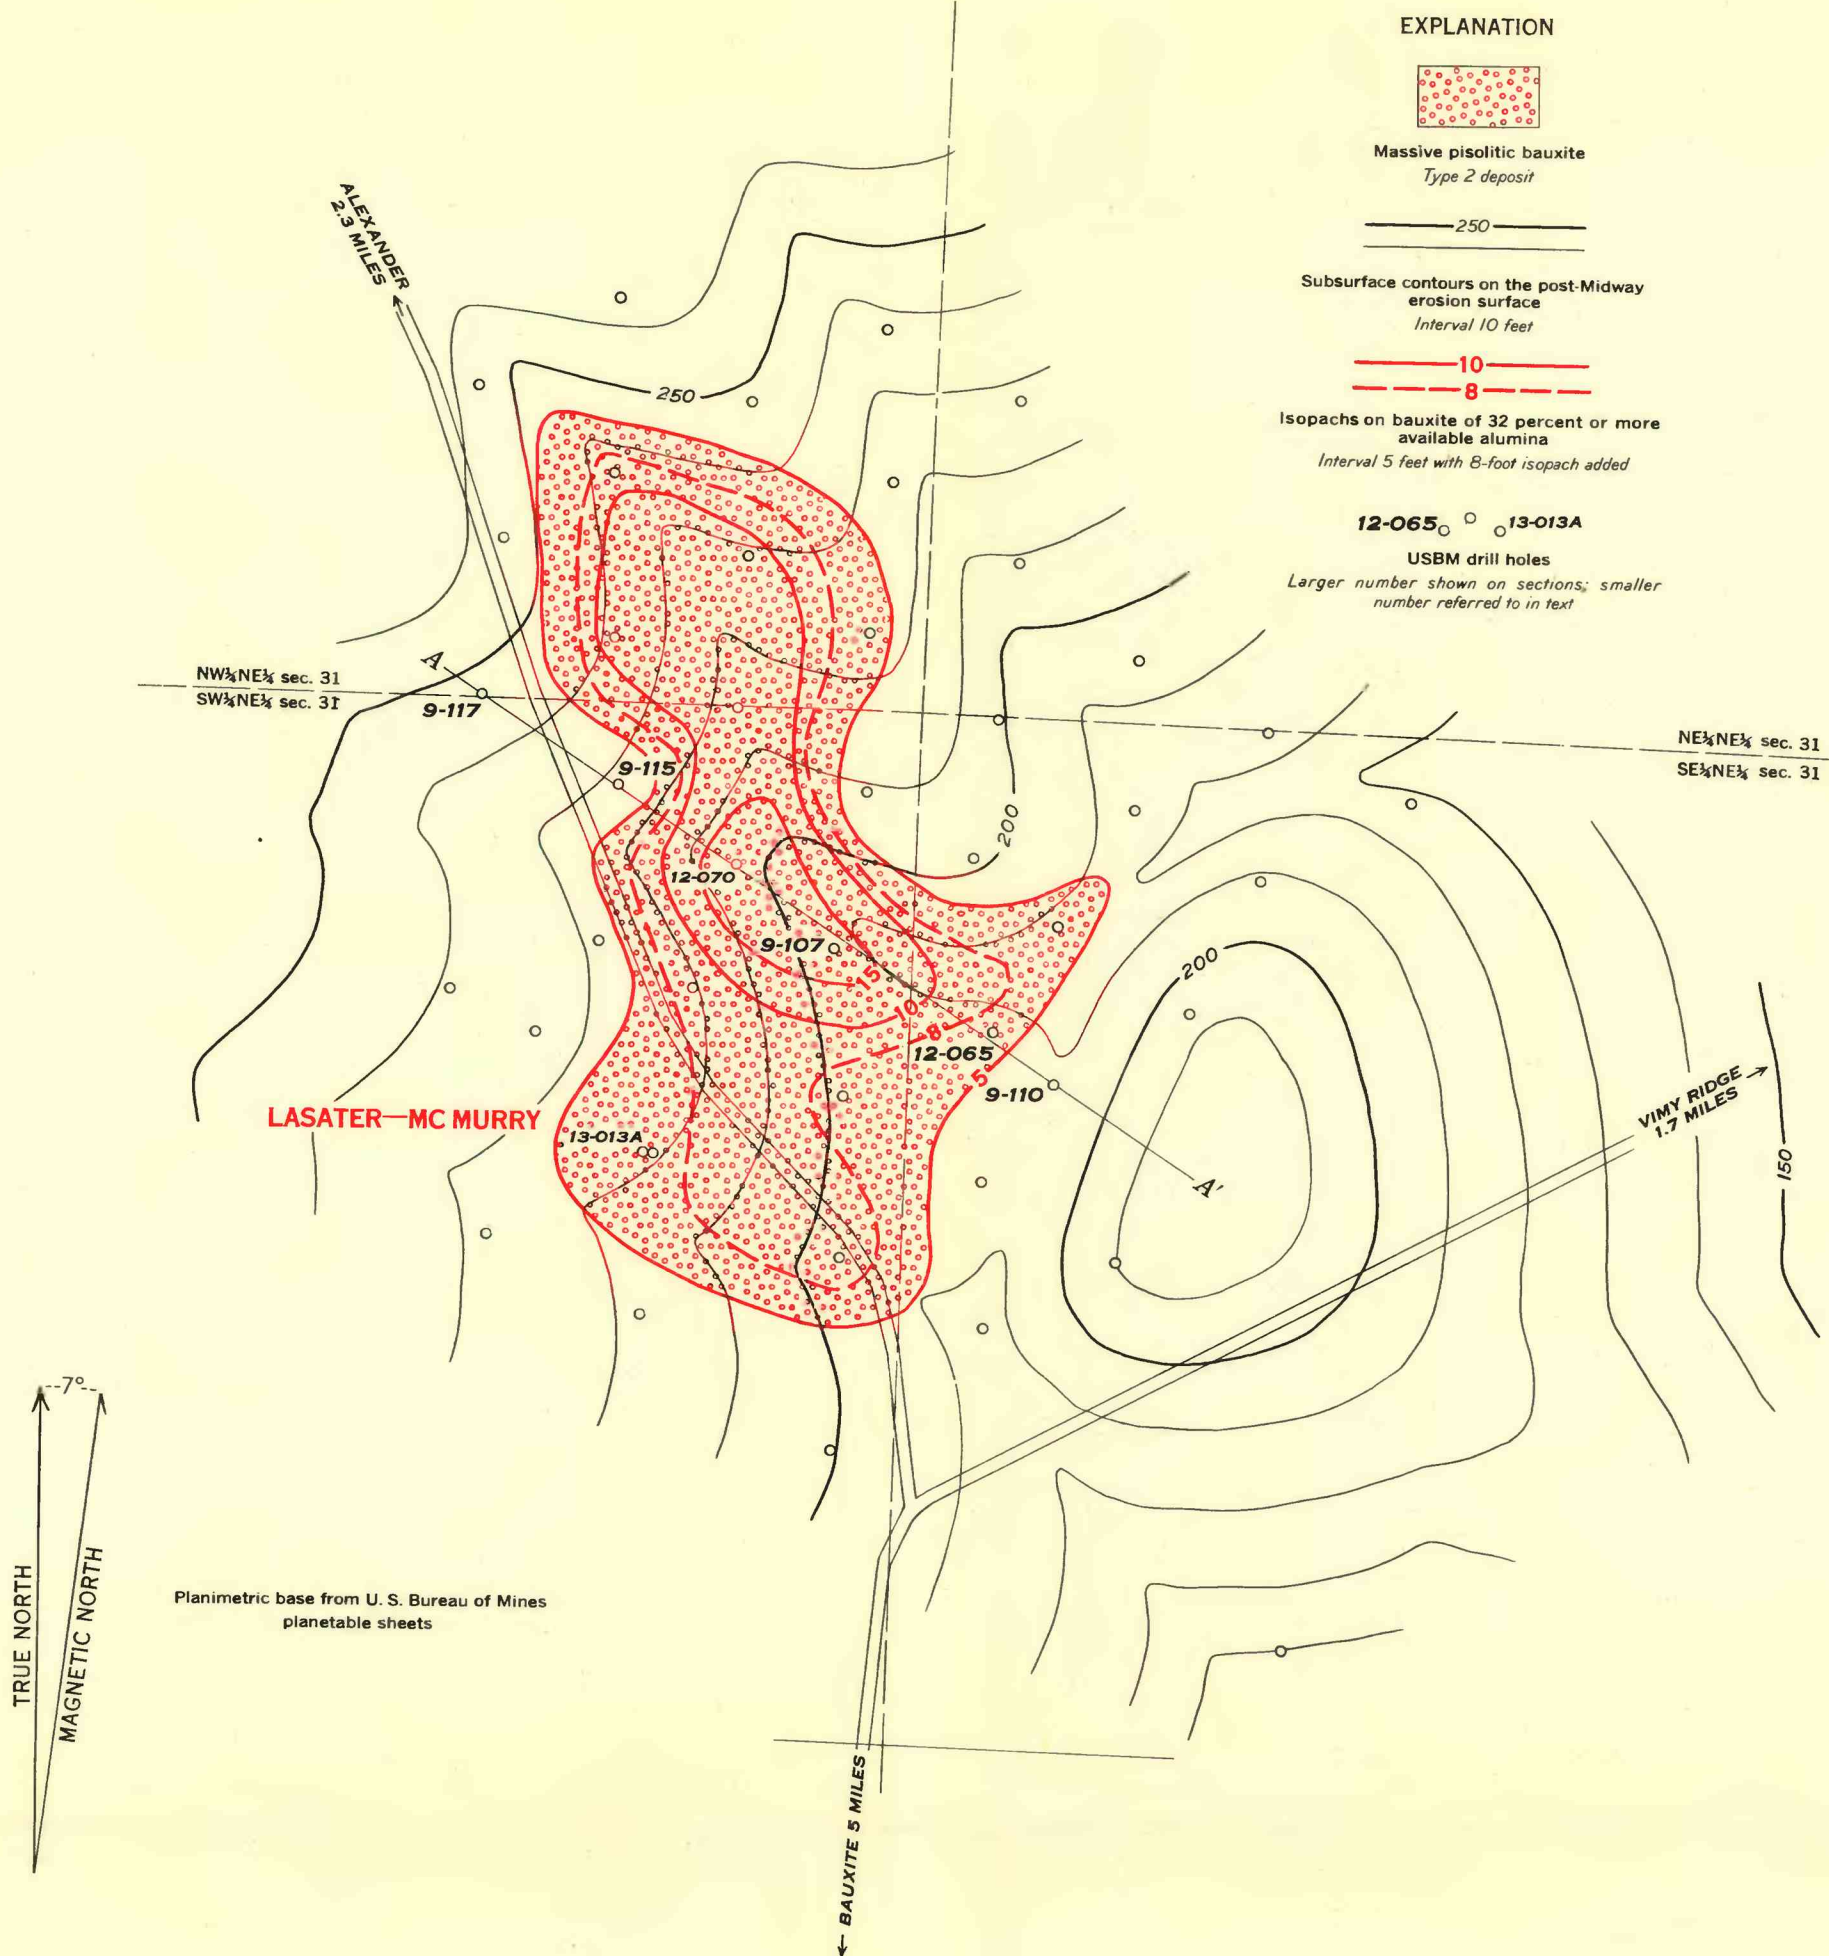 EXPLANATION
Massive pisolitic bauxite
Type 2 deposit
250
Subsurface contours on the post-Midway
erosion surface
Interval 10 feet
10
8
Isopachs on bauxite of 32 percent or more
available alumina
Interval 5 feet with 8-foot isopach added
12-065 13-013A
USBM drill holes
Larger number shown on sections; smaller
number referred to in text
ALEXANDER
2.3 MILES
250
A
NW¼NE¼ sec. 31
SW¼NE¼ sec. 31
9-117
NE¼NE¼ sec. 31
SE¼NE¼ sec. 31
9-115
200
12-070
9-107
15
200
10
8
12-065
5
9-110
VIMY RIDGE
1.7 MILES
LASATER—MC MURRY
13-013A
150
A'
7°
TRUE NORTH
MAGNETIC NORTH
Planimetric base from U. S. Bureau of Mines
planetable sheets
BAUXITE 5 MILES